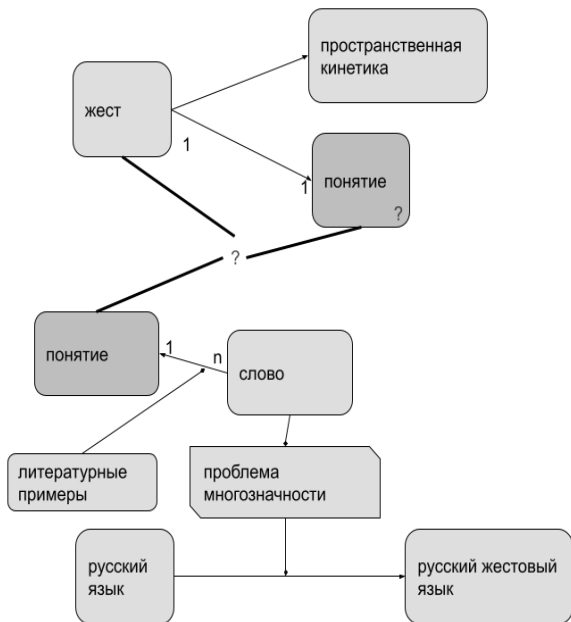 пространственная
кинетика
жест
1
1
понятие
?
?
понятие
1
n
слово
литературные
примеры
проблема
многозначности
русский
язык
русский жестовый
язык